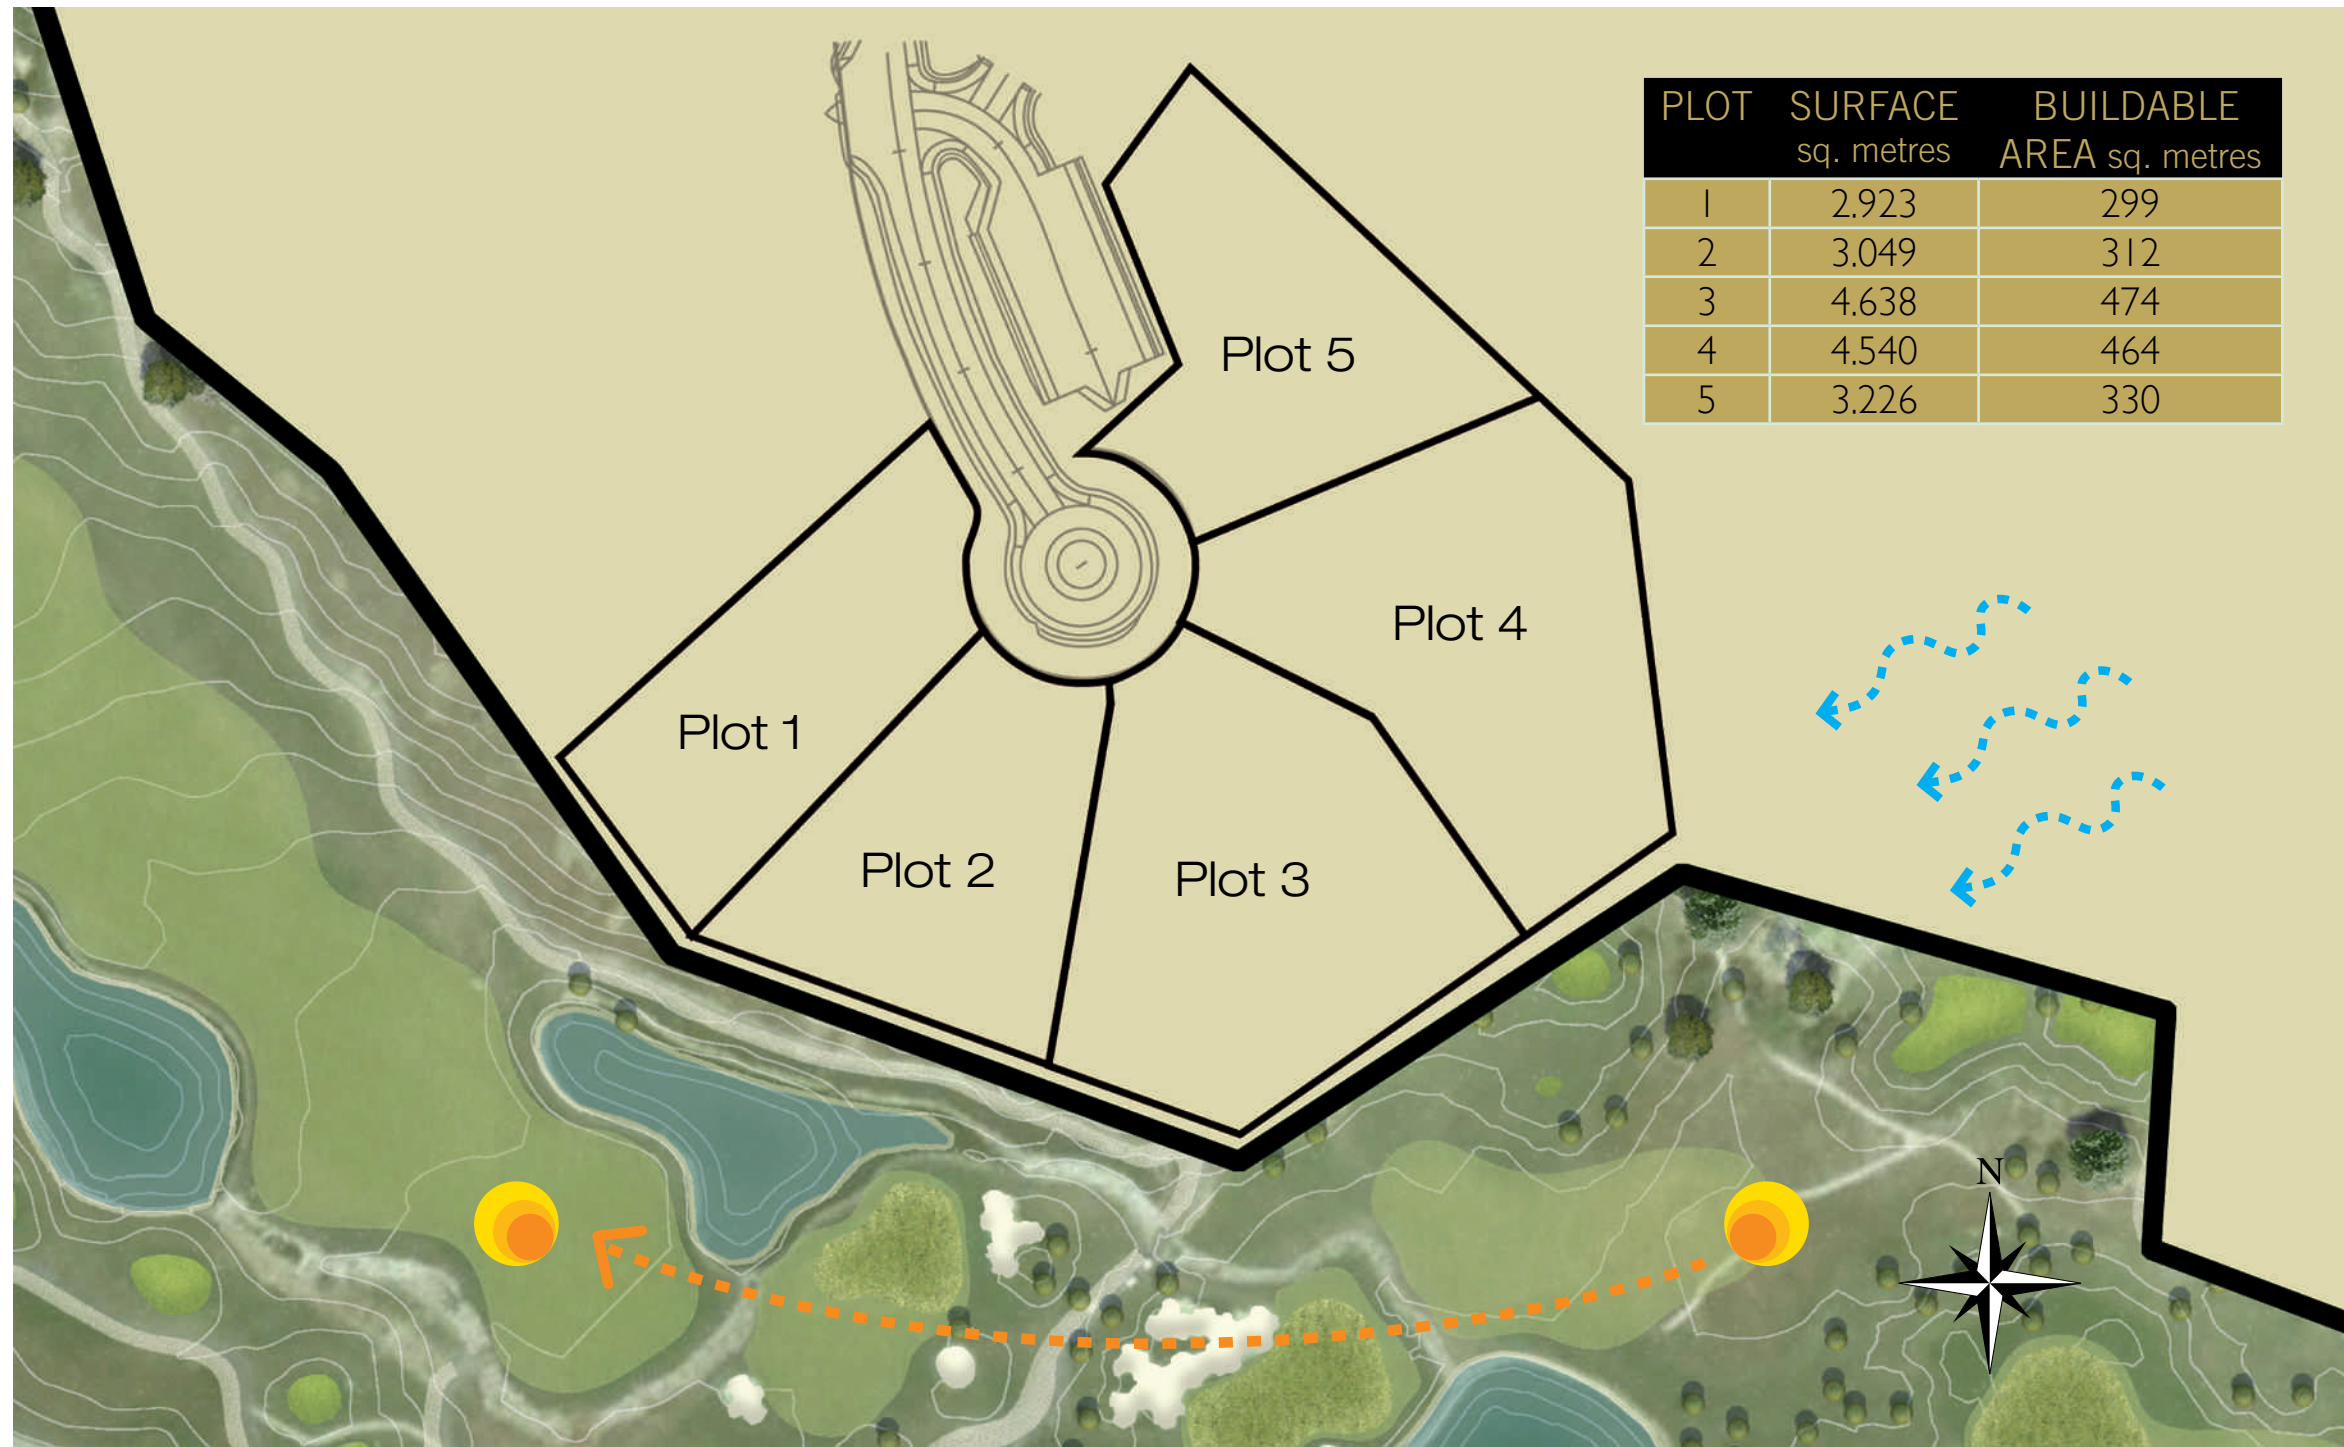 PLOT SURFACE BUILDABLE
sq. metres AREA sq. metres
1 2.923 299
2 3.049 312
3 4.638 474
4 4.540 464
5 3.226 330
Plot 5
Plot 4
Plot 1
Plot 2
Plot 3
N